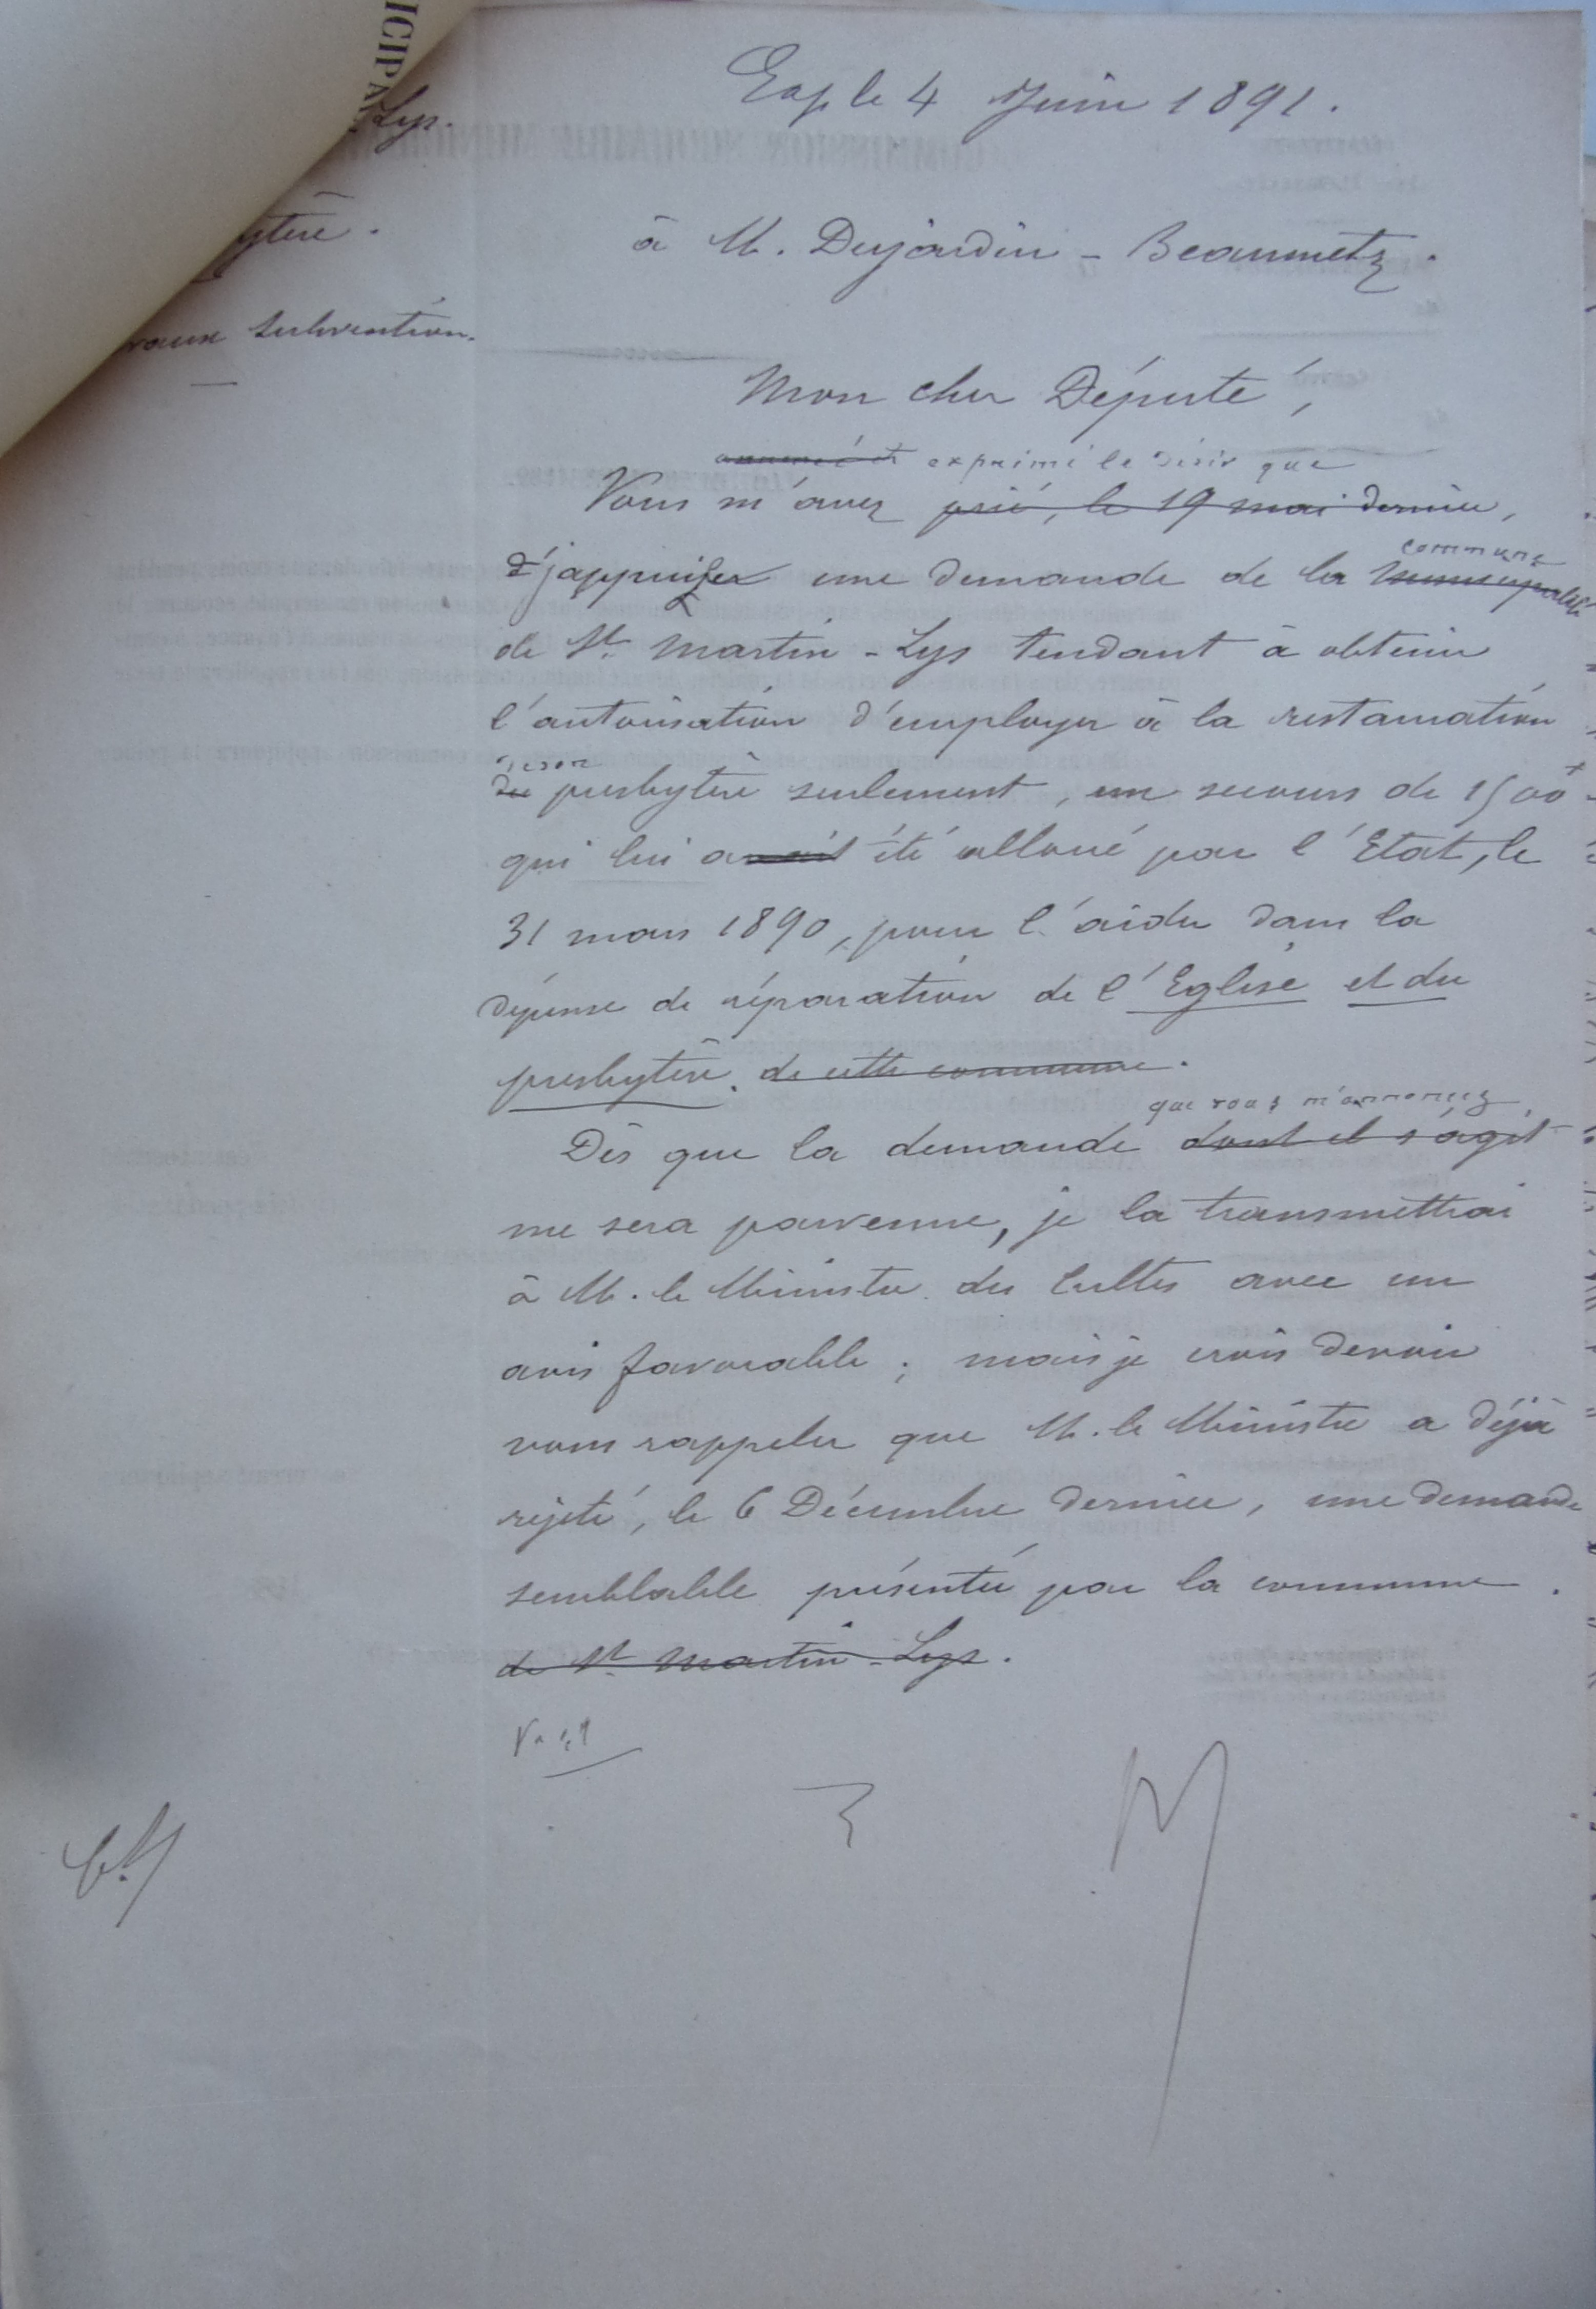 ICIPA
Lys.
ytère.
raux subvention.
Exp le 4 Juin 1891.
à M. Dujardin-Beaumetz.
Mon cher Député,
exprimé le désir que
Vous m'avez prié, le 19 mai dernier,
commune
j'appuye une demande de la municipalité
de St Martin-Lys tendant à obtenir
l'autorisation d'employer à la restauration
de son
du presbytère seulement, un secours de 1500f
qui lui avait été alloué par l'Etat, le
31 mars 1890, pour l'aider dans la
dépense de réparation de l'Eglise et du
presbytère de cette commune.
que vous m'annoncez
Dès que la demande dont il s'agit
me sera parvenue, je la transmettrai
à M. le Ministre des Cultes avec un
avis favorable ; mais je crois devoir
vous rappeler que M. le Ministre a déjà
rejeté, le 6 Décembre dernier, une demande
semblable présentée par la commune.
de St Martin-Lys.